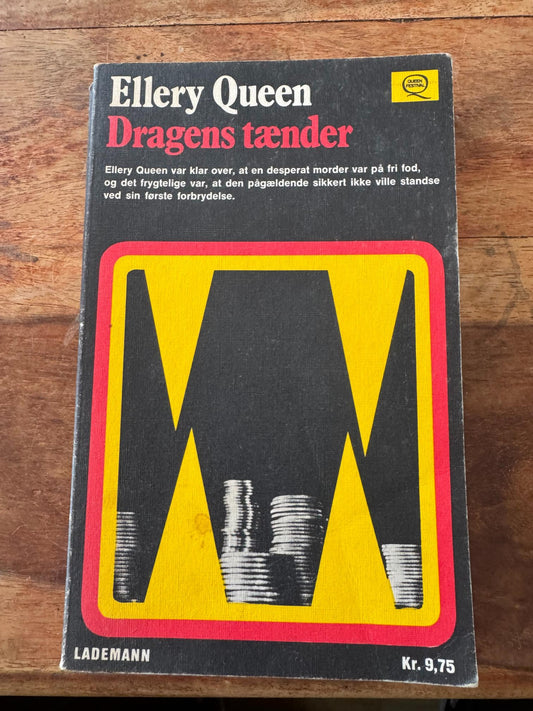 Ellery Queen
Dragens tænder
QUEEN
FESTIVAL
Ellery Queen var klar over, at en desperat morder var på fri fod,
og det frygtelige var, at den pågældende sikkert ikke ville standse
ved sin første forbrydelse.
LADEMANN
Kr. 9,75